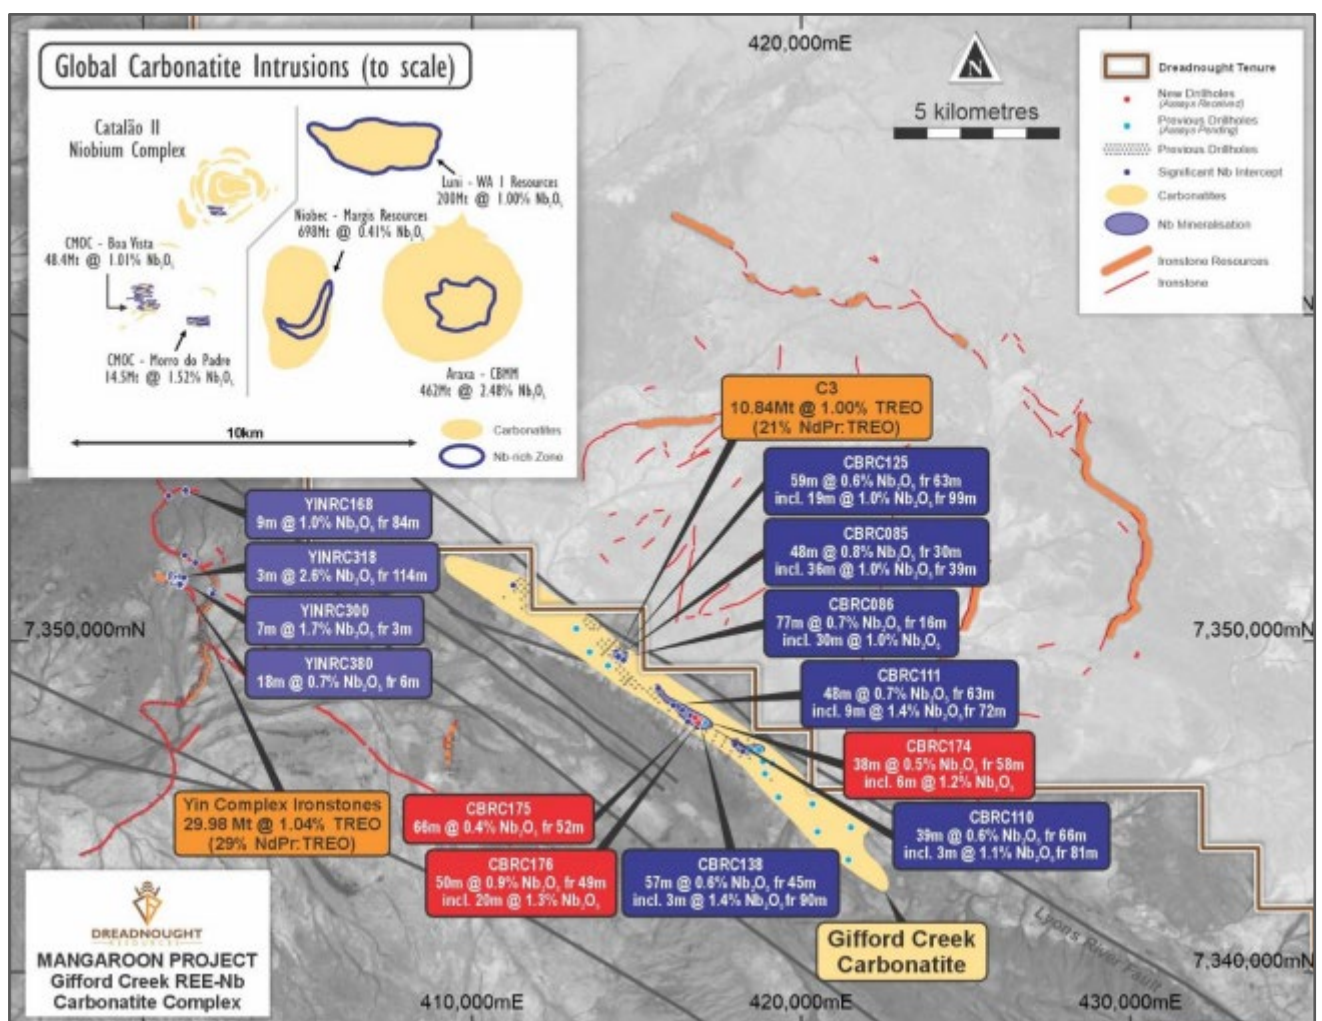 Global Carbonatite Intrusions (to scale)
Catalão II
Niobium Complex
Luni - WA 1 Resources
200Mt @ 1.00% Nb₂O₅
Niobec - Margis Resources
698Mt @ 0.41% Nb₂O₅
CMOC - Boa Vista
48.4Mt @ 1.01% Nb₂O₅
CMOC - Morro do Padre
14.5Mt @ 1.52% Nb₂O₅
Araxa - CBMM
462Mt @ 2.48% Nb₂O₅
10km
Carbonatites
Nb-rich Zone
420,000mE
N
5 kilometres
Dreadnought Tenure
New Drillholes
(Assays Received)
Previous Drillholes
(Assays Pending)
Previous Drillholes
Significant Nb Intercept
Carbonatites
Nb Mineralisation
Ironstone Resources
Ironstone
N
C3
10.84Mt @ 1.00% TREO
(21% NdPr:TREO)
CBRC125
59m @ 0.6% Nb₂O₅ fr 63m
incl. 19m @ 1.0% Nb₂O₅ fr 99m
CBRC085
48m @ 0.8% Nb₂O₅ fr 30m
incl. 36m @ 1.0% Nb₂O₅ fr 39m
CBRC086
77m @ 0.7% Nb₂O₅ fr 16m
incl. 30m @ 1.0% Nb₂O₅
CBRC111
48m @ 0.7% Nb₂O₅ fr 63m
incl. 9m @ 1.4% Nb₂O₅ fr 72m
CBRC174
38m @ 0.5% Nb₂O₅ fr 58m
incl. 6m @ 1.2% Nb₂O₅
CBRC110
39m @ 0.6% Nb₂O₅ fr 66m
incl. 3m @ 1.1% Nb₂O₅ fr 81m
YINRC168
9m @ 1.0% Nb₂O₅ fr 84m
YINRC318
3m @ 2.6% Nb₂O₅ fr 114m
YINRC300
7m @ 1.7% Nb₂O₅ fr 3m
YINRC380
18m @ 0.7% Nb₂O₅ fr 6m
7,350,000mN
7,350,000mN
Yin Complex Ironstones
29.98 Mt @ 1.04% TREO
(29% NdPr:TREO)
CBRC175
66m @ 0.4% Nb₂O₅ fr 52m
CBRC176
50m @ 0.9% Nb₂O₅ fr 49m
incl. 20m @ 1.3% Nb₂O₅
CBRC138
57m @ 0.6% Nb₂O₅ fr 45m
incl. 3m @ 1.4% Nb₂O₅ fr 90m
Gifford Creek
Carbonatite
Lyons River Fault
DREADNOUGHT
RESOURCES
MANGAROON PROJECT
Gifford Creek REE-Nb
Carbonatite Complex
7,340,000mN
410,000mE
420,000mE
430,000mE